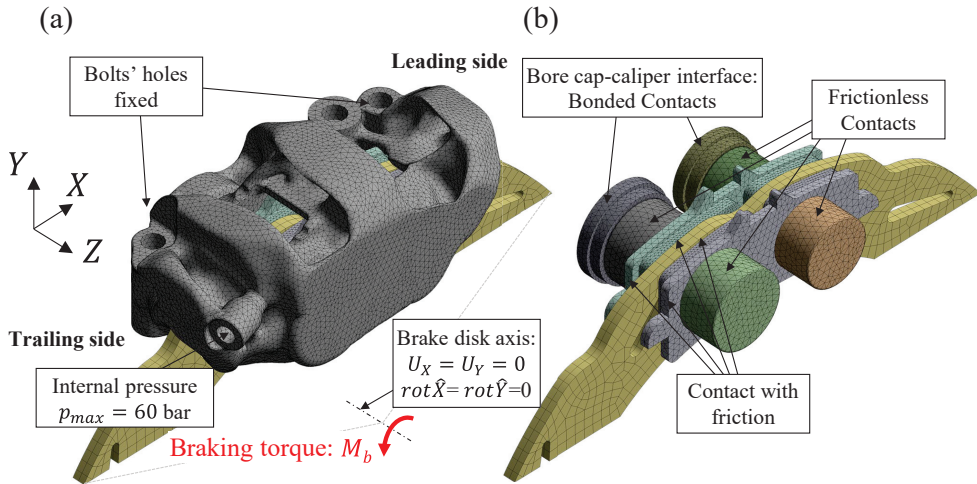 (a)
Bolts' holes
fixed
Leading side
Y
X
Z
Trailing side
Internal pressure
p_max = 60 bar
Brake disk axis:
U_X = U_Y = 0
rotX̂= rotŶ=0
Braking torque: M_b
(b)
Bore cap-caliper interface:
Bonded Contacts
Frictionless
Contacts
Contact with
friction